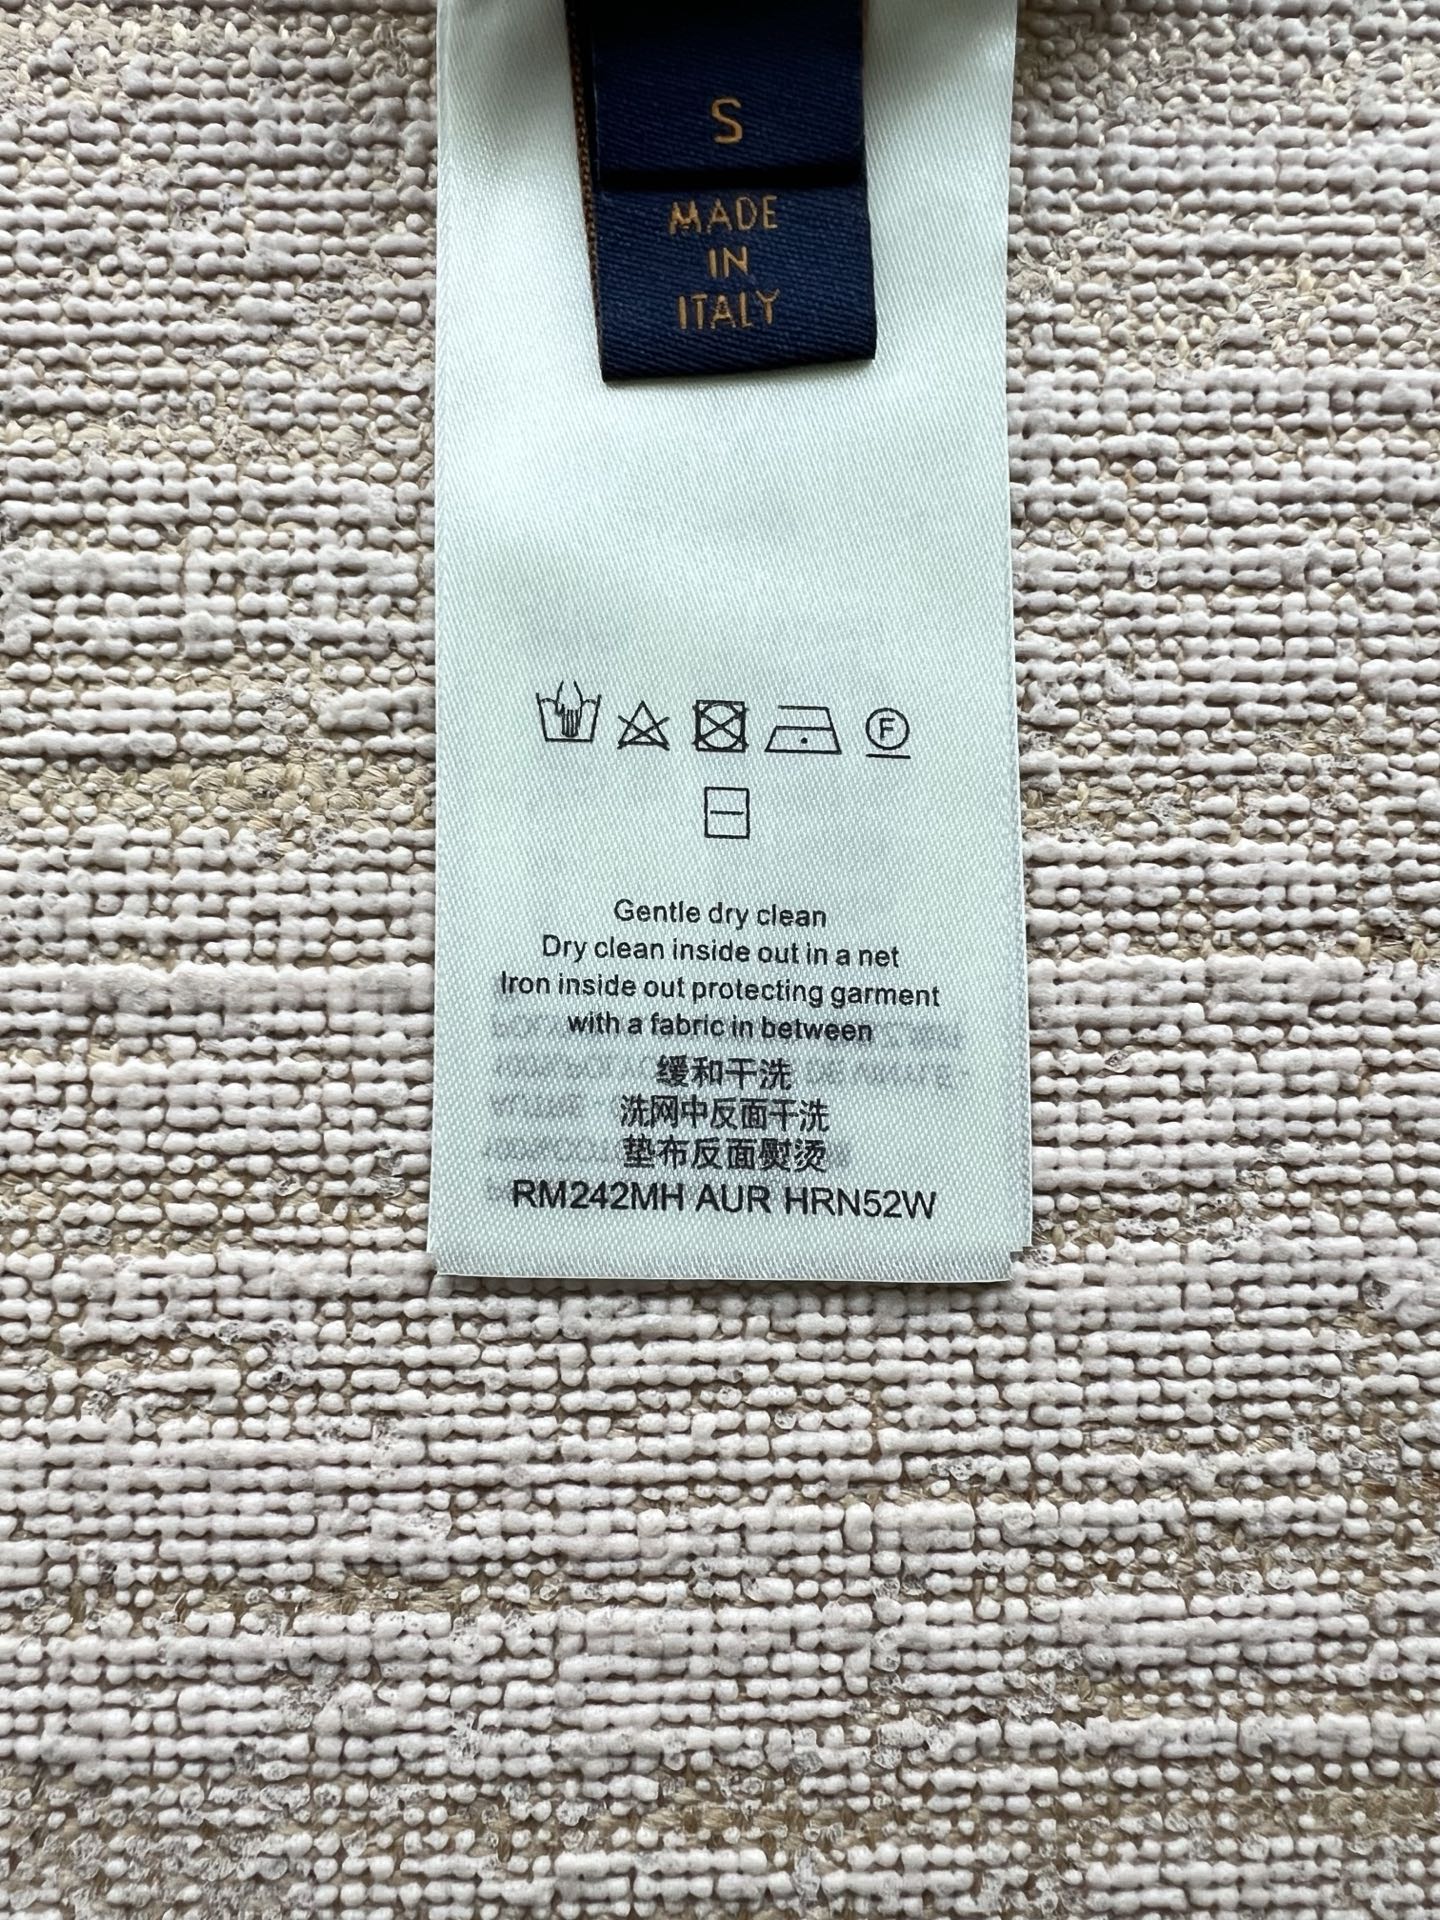 S
MADE
IN
ITALY
F
Gentle dry clean
Dry clean inside out in a net
Iron inside out protecting garment
with a fabric in between
缓和干洗
洗网中反面干洗
垫布反面熨烫
RM242MH AUR HRN52W